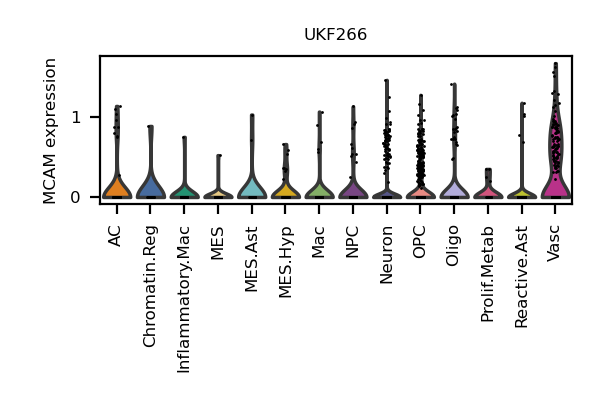 UKF266
MCAM expression
1
0
AC
Chromatin.Reg
Inflammatory.Mac
MES
MES.Ast
MES.Hyp
Mac
NPC
Neuron
OPC
Oligo
Prolif.Metab
Reactive.Ast
Vasc